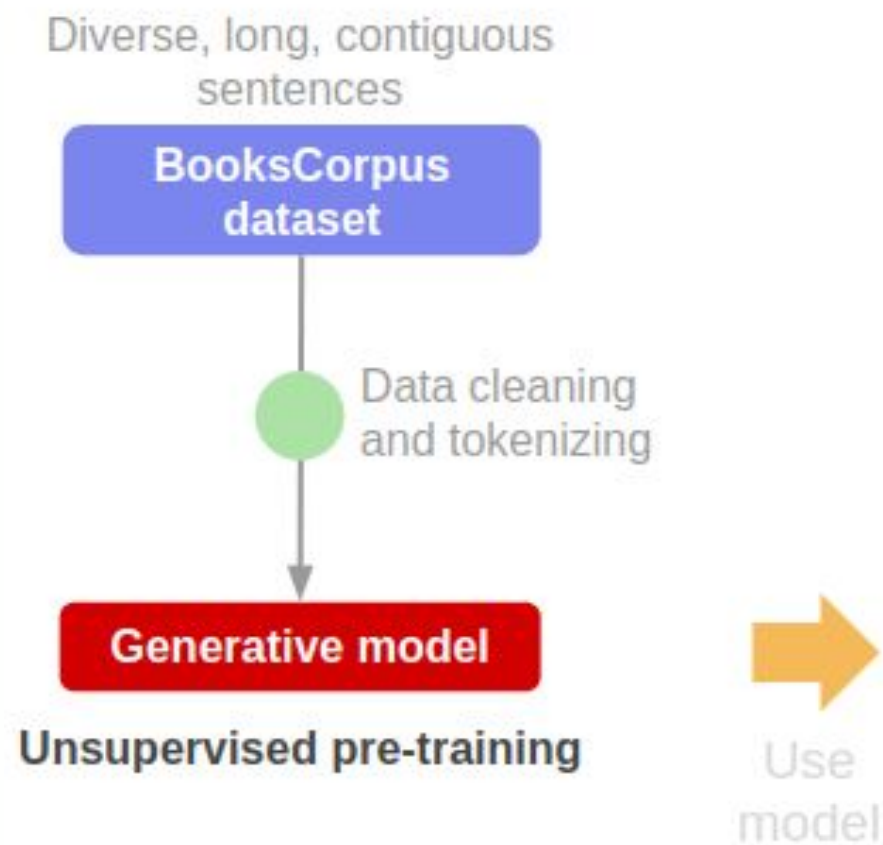 Diverse, long, contiguous
sentences
BooksCorpus
dataset
Data cleaning
and tokenizing
Generative model
Unsupervised pre-training
Use
model